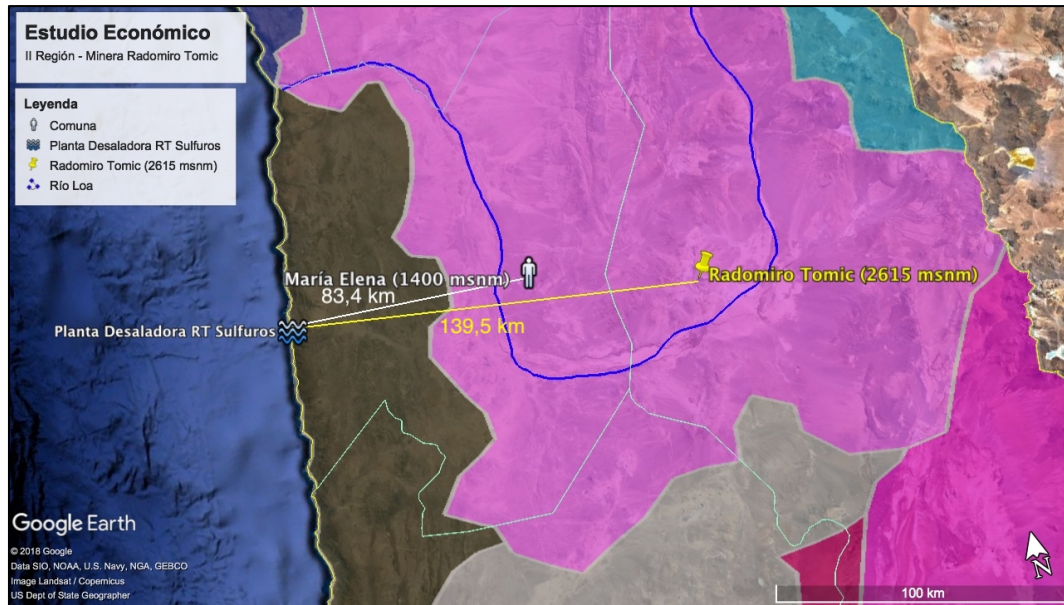 Estudio Económico
II Región - Minera Radomiro Tomic
Leyenda
Comuna
Planta Desaladora RT Sulfuros
Radomiro Tomic (2615 msnm)
Río Loa
María Elena (1400 msnm)
83,4 km
Radomiro Tomic (2615 msnm)
Planta Desaladora RT Sulfuros
139,5 km
Google Earth
© 2018 Google
Data SIO, NOAA, U.S. Navy, NGA, GEBCO
Image Landsat / Copernicus
US Dept of State Geographer
N
100 km